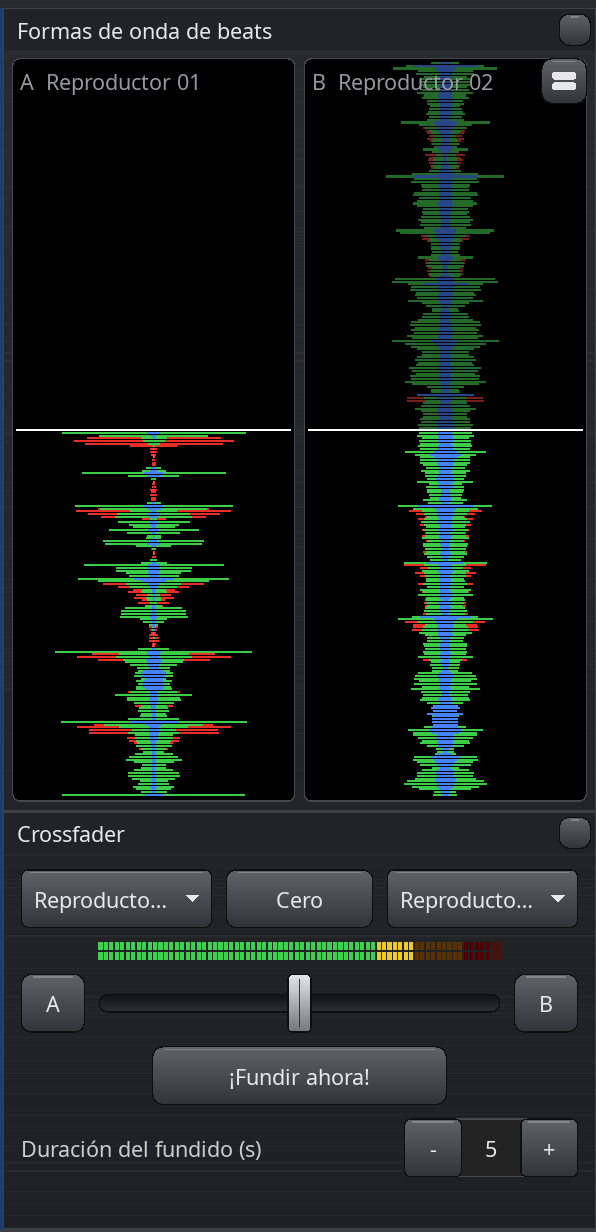 Formas de onda de beats
A Reproductor 01
B Reproductor 02
Crossfader
Reproducto...
Cero
Reproducto...
A
B
¡Fundir ahora!
Duración del fundido (s)
- 5 +